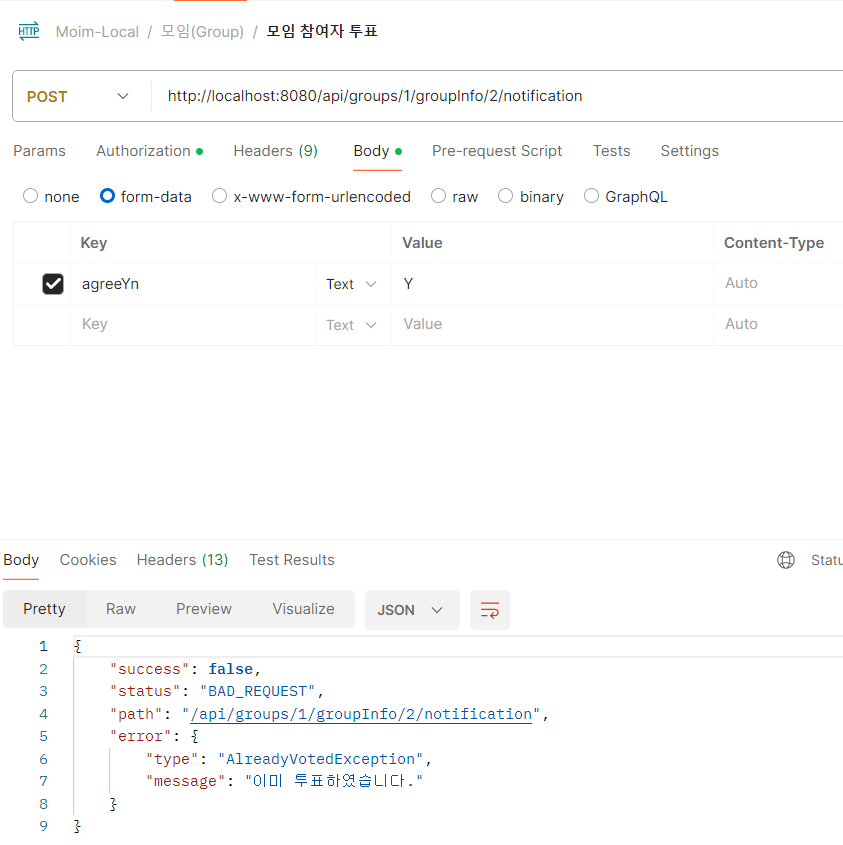 HTTP Moim-Local / 모임(Group) / 모임 참여자 투표
POST http://localhost:8080/api/groups/1/groupInfo/2/notification
Params Authorization Headers (9) Body Pre-request Script Tests Settings
none form-data x-www-form-urlencoded raw binary GraphQL
Key Value Content-Type
agreeYn Text Y Auto
Key Text Value Auto
Body Cookies Headers (13) Test Results Statu
Pretty Raw Preview Visualize JSON
1 {
2 "success": false,
3 "status": "BAD_REQUEST",
4 "path": "/api/groups/1/groupInfo/2/notification",
5 "error": {
6 "type": "AlreadyVotedException",
7 "message": "이미 투표하였습니다."
8 }
9 }